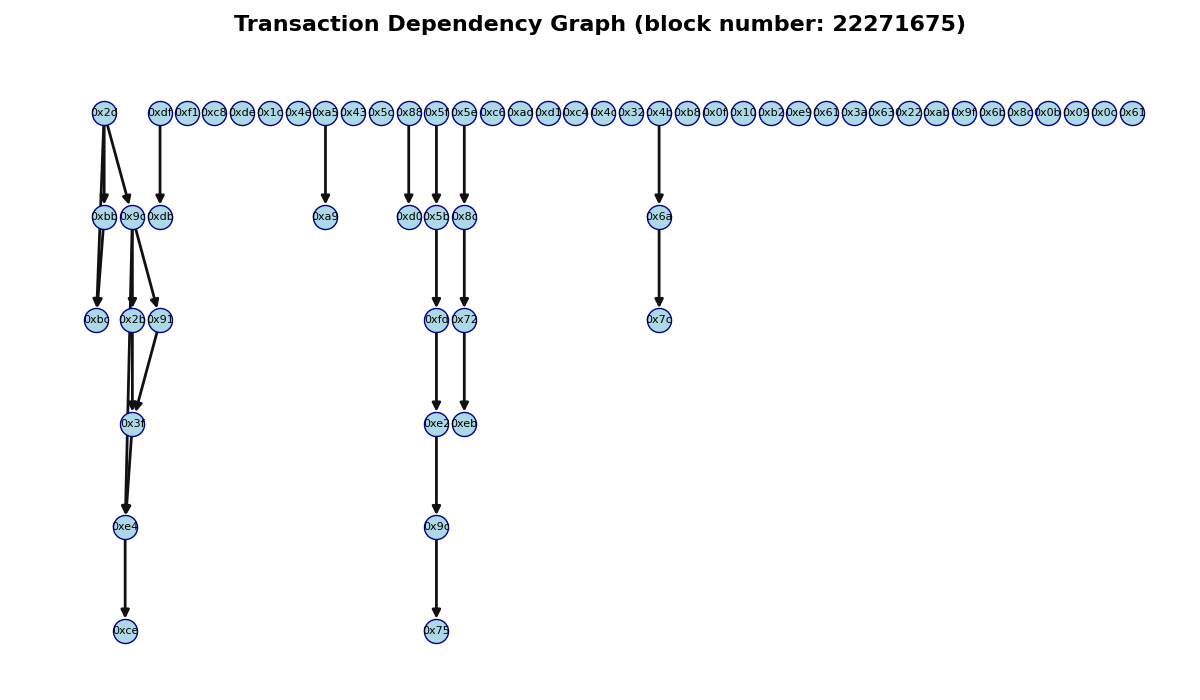 Transaction Dependency Graph (block number: 22271675)
0x2d 0xdf 0xf1 0xc8 0xde 0x1c 0x4e 0xa5 0x43 0x5c 0x88 0x5f 0x5e 0xc6 0xad 0xd1 0xc4 0x4c 0x32 0x4b 0xb8 0x0f 0x10 0xb2 0xe9 0x61 0x3a 0x63 0x22 0xab 0x9f 0x6b 0x8c 0x0b 0x09 0x0c 0x61
0xbb 0x9c 0xdb 0xa9 0xd0 0x5b 0x8c 0x6a
0xbc 0x2b 0x91 0xfd 0x72 0x7c
0x3f 0xe2 0xeb
0xe4 0x9c
0xce 0x75